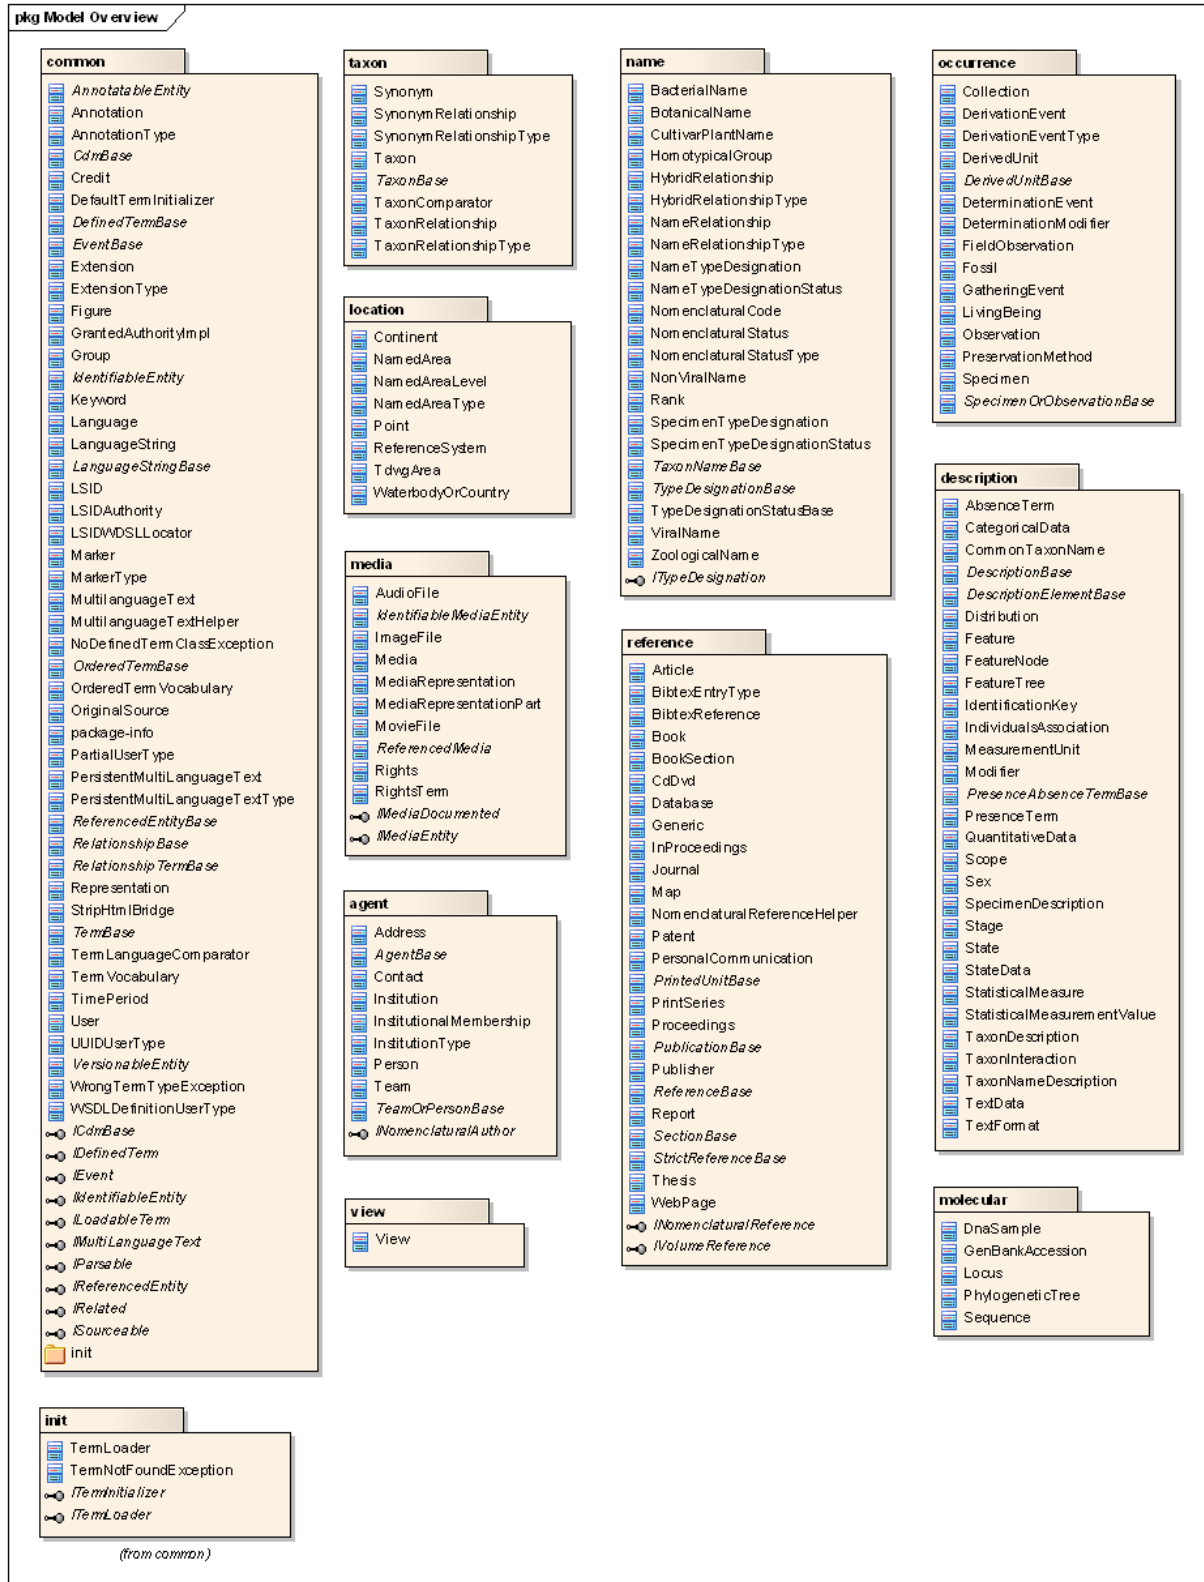 pkg Model Overview
common
AnnotatableEntity
Annotation
AnnotationType
CdmBase
Credit
DefaultTermInitializer
DefinedTermBase
EventBase
Extension
ExtensionType
Figure
GrantedAuthorityImpl
Group
IdentifiableEntity
Keyword
Language
LanguageString
LanguageStringBase
LSID
LSIDAuthority
LSIDWDSLLocator
Marker
MarkerType
MultilanguageText
MultilanguageTextHelper
NoDefinedTermClassException
OrderedTermBase
OrderedTermVocabulary
OriginalSource
package-info
PartialUserType
PersistentMultiLanguageText
PersistentMultiLanguageTextType
ReferencedEntityBase
RelationshipBase
RelationshipTermBase
Representation
StripHtmlBridge
TermBase
TermLanguageComparator
TermVocabulary
TimePeriod
User
UUIDUserType
VersionableEntity
WrongTermTypeException
WSDLDefinitionUserType
ICdmBase
IDefinedTerm
IEvent
IIdentifiableEntity
ILoadableTerm
IMultiLanguageText
IParsable
IReferencedEntity
IRelated
ISourceable
init
init
TermLoader
TermNotFoundException
ITermInitializer
ITermLoader
(from common)
taxon
Synonym
SynonymRelationship
SynonymRelationshipType
Taxon
TaxonBase
TaxonComparator
TaxonRelationship
TaxonRelationshipType
location
Continent
NamedArea
NamedAreaLevel
NamedAreaType
Point
ReferenceSystem
TdwgArea
WaterbodyOrCountry
media
AudioFile
IdentifiableMediaEntity
ImageFile
Media
MediaRepresentation
MediaRepresentationPart
MovieFile
ReferencedMedia
Rights
RightsTerm
IMediaDocumented
IMediaEntity
agent
Address
AgentBase
Contact
Institution
InstitutionalMembership
InstitutionType
Person
Team
TeamOrPersonBase
INomenclaturalAuthor
view
View
name
BacterialName
BotanicalName
CultivarPlantName
HomotypicalGroup
HybridRelationship
HybridRelationshipType
NameRelationship
NameRelationshipType
NameTypeDesignation
NameTypeDesignationStatus
NomenclaturalCode
NomenclaturalStatus
NomenclaturalStatusType
NonViralName
Rank
SpecimenTypeDesignation
SpecimenTypeDesignationStatus
TaxonNameBase
TypeDesignationBase
TypeDesignationStatusBase
ViralName
ZoologicalName
ITypeDesignation
reference
Article
BibtexEntryType
BibtexReference
Book
BookSection
CdDvd
Database
Generic
InProceedings
Journal
Map
NomenclaturalReferenceHelper
Patent
PersonalCommunication
PrintedUnitBase
PrintSeries
Proceedings
PublicationBase
Publisher
ReferenceBase
Report
SectionBase
StrictReferenceBase
Thesis
WebPage
INomenclaturalReference
IVolumeReference
occurrence
Collection
DerivationEvent
DerivationEventType
DerivedUnit
DerivedUnitBase
DeterminationEvent
DeterminationModifier
FieldObservation
Fossil
GatheringEvent
LivingBeing
Observation
PreservationMethod
Specimen
SpecimenOrObservationBase
description
AbsenceTerm
CategoricalData
CommonTaxonName
DescriptionBase
DescriptionElementBase
Distribution
Feature
FeatureNode
FeatureTree
IdentificationKey
IndividualsAssociation
MeasurementUnit
Modifier
PresenceAbsenceTermBase
PresenceTerm
QuantitativeData
Scope
Sex
SpecimenDescription
Stage
State
StateData
StatisticalMeasure
StatisticalMeasurementValue
TaxonDescription
TaxonInteraction
TaxonNameDescription
TextData
TextFormat
molecular
DnaSample
GenBankAccession
Locus
PhylogeneticTree
Sequence